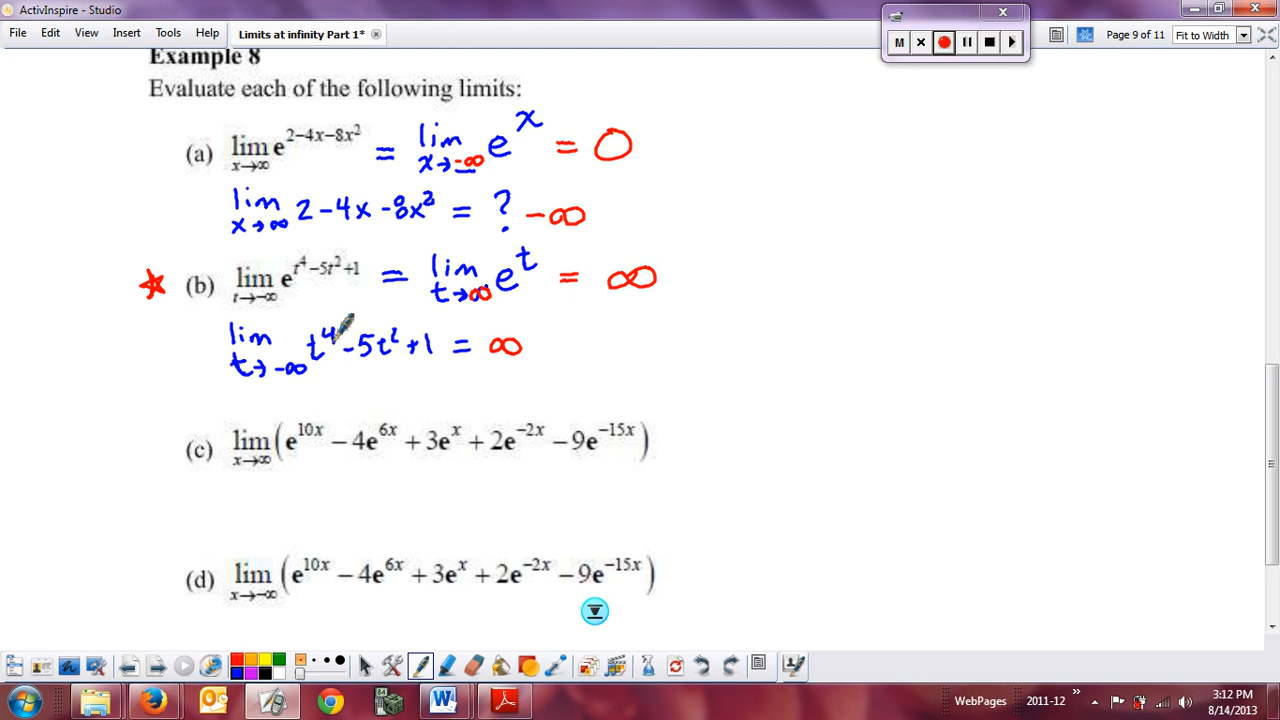 ActivInspire - Studio
File Edit View Insert Tools Help
Limits at infinity Part 1*
M
Page 9 of 11
Fit to Width
Example 8
Evaluate each of the following limits:
(a) lim x→∞ e^(2−4x−8x²) = lim x→-∞ e^x = 0
lim x→∞ 2-4x-8x² = ? -∞
(b) lim t→−∞ e^(t⁴−5t²+1) = lim t→∞ e^t = ∞
lim t→-∞ t⁴-5t²+1 = ∞
(c) lim x→∞ (e^(10x) − 4e^(6x) + 3e^x + 2e^(−2x) − 9e^(−15x))
(d) lim x→−∞ (e^(10x) − 4e^(6x) + 3e^x + 2e^(−2x) − 9e^(−15x))
84
WebPages
2011-12
»
3:12 PM
8/14/2013